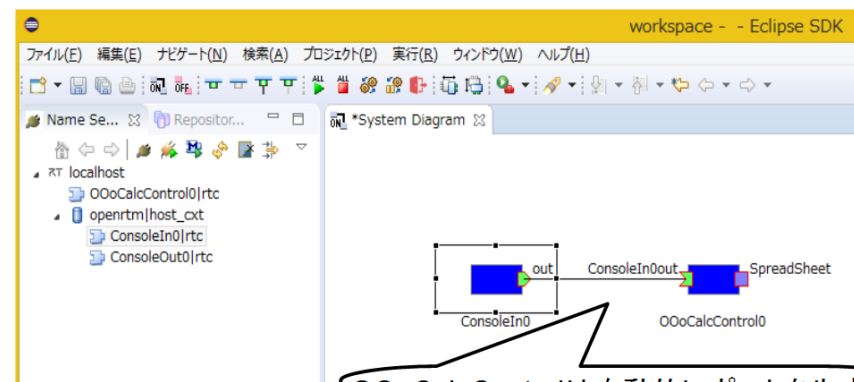 workspace - - Eclipse SDK
ファイル(F) 編集(E) ナビゲート(N) 検索(A) プロジェクト(P) 実行(R) ウィンドウ(W) ヘルプ(H)
Name Se... Repositor...
*System Diagram
localhost
OOoCalcControl0|rtc
openrtm|host_cxt
ConsoleIn0|rtc
ConsoleOut0|rtc
out
ConsoleIn0out
SpreadSheet
ConsoleIn0
OOoCalcControl0